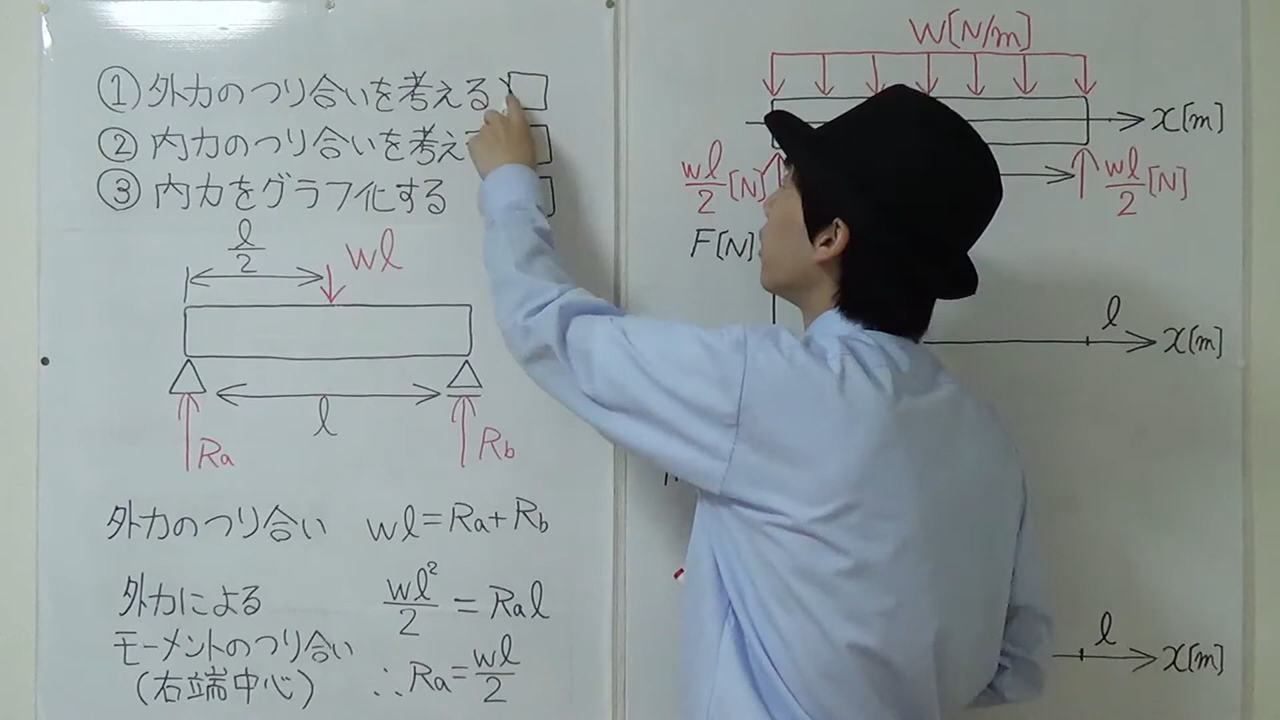 ① 外力のつり合いを考える
② 内力のつり合いを考え
③ 内力をグラフ化する
l/2
wl
l
Ra
Rb
外力のつり合い wl=Ra+Rb
外力による
モーメントのつり合い
(右端中心)
wl²/2 = Ral
∴Ra=wl/2
W[N/m]
x[m]
wl/2[N]
wl/2[N]
F[N]
l
x[m]
l
x[m]